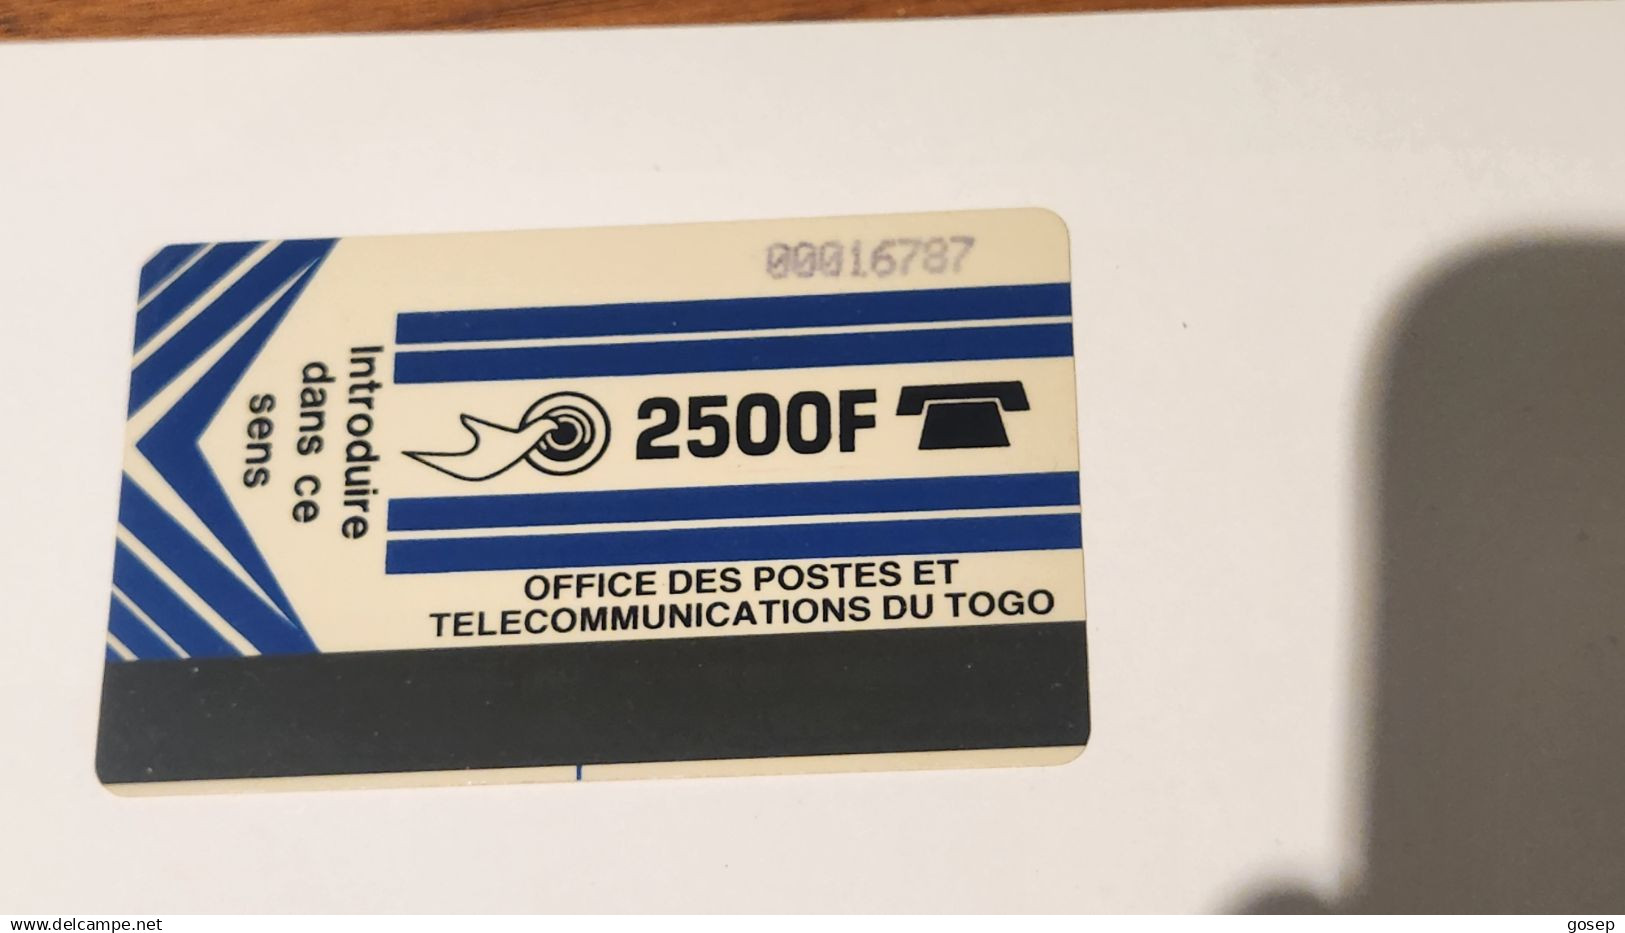 00016787
Introduire
dans ce
sens
2500F
OFFICE DES POSTES ET
TELECOMMUNICATIONS DU TOGO
www.delcampe.net
gosep